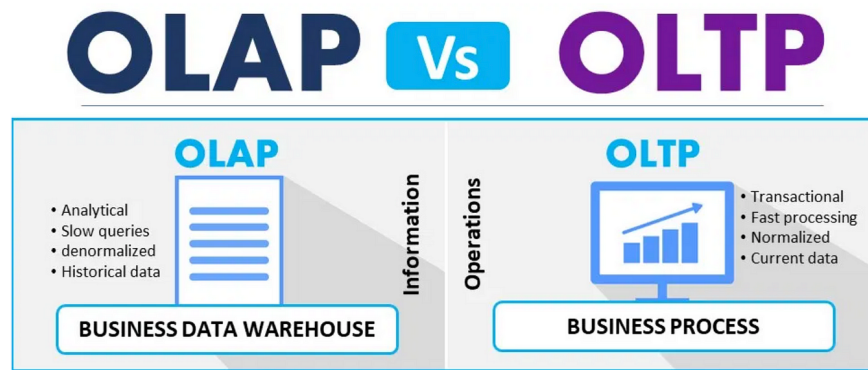 OLAP Vs OLTP
OLAP
• Analytical
• Slow queries
• denormalized
• Historical data
Information
BUSINESS DATA WAREHOUSE
OLTP
Operations
• Transactional
• Fast processing
• Normalized
• Current data
BUSINESS PROCESS